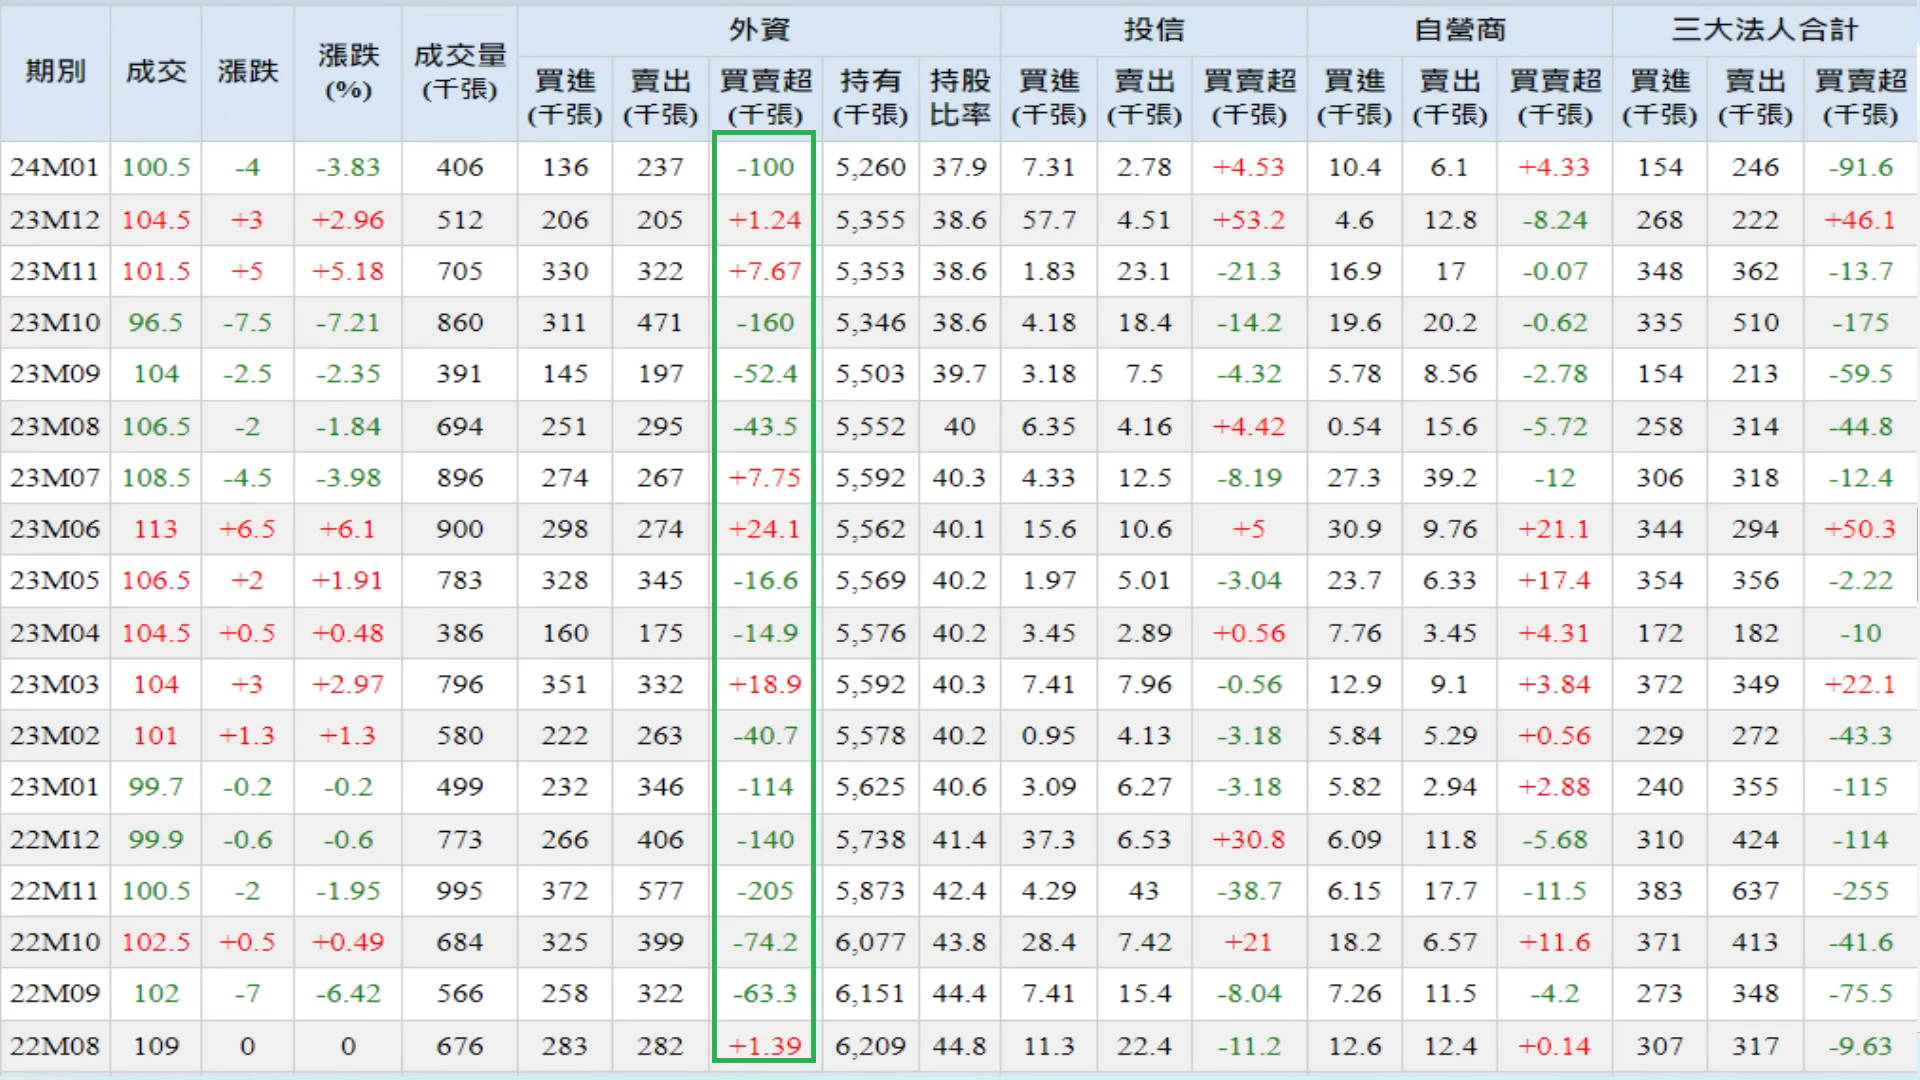 期別 成交 漲跌 漲跌(%) 成交量(千張) 外資 投信 自營商 三大法人合計
買進(千張) 賣出(千張) 買賣超(千張) 持有(千張) 持股比率 買進(千張) 賣出(千張) 買賣超(千張) 買進(千張) 賣出(千張) 買賣超(千張) 買進(千張) 賣出(千張) 買賣超(千張)
24M01 100.5 -4 -3.83 406 136 237 -100 5,260 37.9 7.31 2.78 +4.53 10.4 6.1 +4.33 154 246 -91.6
23M12 104.5 +3 +2.96 512 206 205 +1.24 5,355 38.6 57.7 4.51 +53.2 4.6 12.8 -8.24 268 222 +46.1
23M11 101.5 +5 +5.18 705 330 322 +7.67 5,353 38.6 1.83 23.1 -21.3 16.9 17 -0.07 348 362 -13.7
23M10 96.5 -7.5 -7.21 860 311 471 -160 5,346 38.6 4.18 18.4 -14.2 19.6 20.2 -0.62 335 510 -175
23M09 104 -2.5 -2.35 391 145 197 -52.4 5,503 39.7 3.18 7.5 -4.32 5.78 8.56 -2.78 154 213 -59.5
23M08 106.5 -2 -1.84 694 251 295 -43.5 5,552 40 6.35 4.16 +4.42 0.54 15.6 -5.72 258 314 -44.8
23M07 108.5 -4.5 -3.98 896 274 267 +7.75 5,592 40.3 4.33 12.5 -8.19 27.3 39.2 -12 306 318 -12.4
23M06 113 +6.5 +6.1 900 298 274 +24.1 5,562 40.1 15.6 10.6 +5 30.9 9.76 +21.1 344 294 +50.3
23M05 106.5 +2 +1.91 783 328 345 -16.6 5,569 40.2 1.97 5.01 -3.04 23.7 6.33 +17.4 354 356 -2.22
23M04 104.5 +0.5 +0.48 386 160 175 -14.9 5,576 40.2 3.45 2.89 +0.56 7.76 3.45 +4.31 172 182 -10
23M03 104 +3 +2.97 796 351 332 +18.9 5,592 40.3 7.41 7.96 -0.56 12.9 9.1 +3.84 372 349 +22.1
23M02 101 +1.3 +1.3 580 222 263 -40.7 5,578 40.2 0.95 4.13 -3.18 5.84 5.29 +0.56 229 272 -43.3
23M01 99.7 -0.2 -0.2 499 232 346 -114 5,625 40.6 3.09 6.27 -3.18 5.82 2.94 +2.88 240 355 -115
22M12 99.9 -0.6 -0.6 773 266 406 -140 5,738 41.4 37.3 6.53 +30.8 6.09 11.8 -5.68 310 424 -114
22M11 100.5 -2 -1.95 995 372 577 -205 5,873 42.4 4.29 43 -38.7 6.15 17.7 -11.5 383 637 -255
22M10 102.5 +0.5 +0.49 684 325 399 -74.2 6,077 43.8 28.4 7.42 +21 18.2 6.57 +11.6 371 413 -41.6
22M09 102 -7 -6.42 566 258 322 -63.3 6,151 44.4 7.41 15.4 -8.04 7.26 11.5 -4.2 273 348 -75.5
22M08 109 0 0 676 283 282 +1.39 6,209 44.8 11.3 22.4 -11.2 12.6 12.4 +0.14 307 317 -9.63